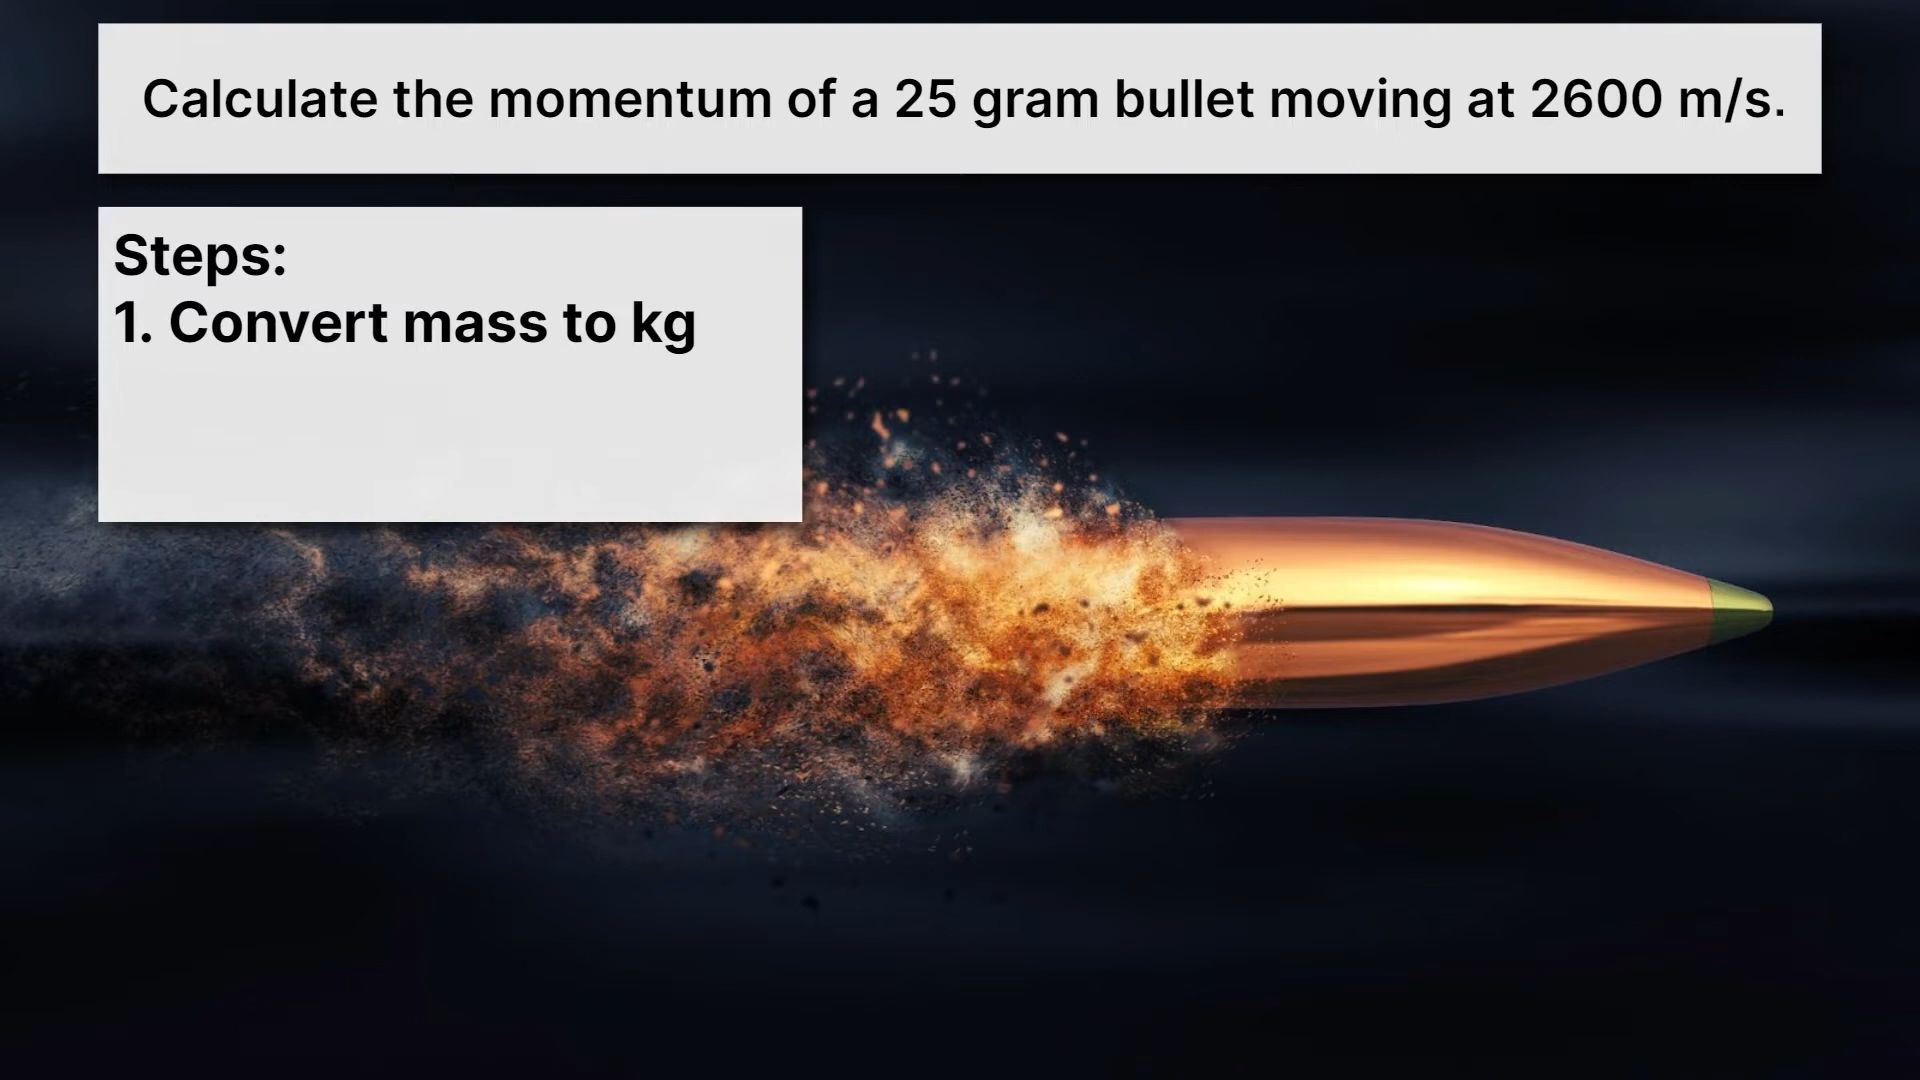 Calculate the momentum of a 25 gram bullet moving at 2600 m/s.
Steps:
1. Convert mass to kg